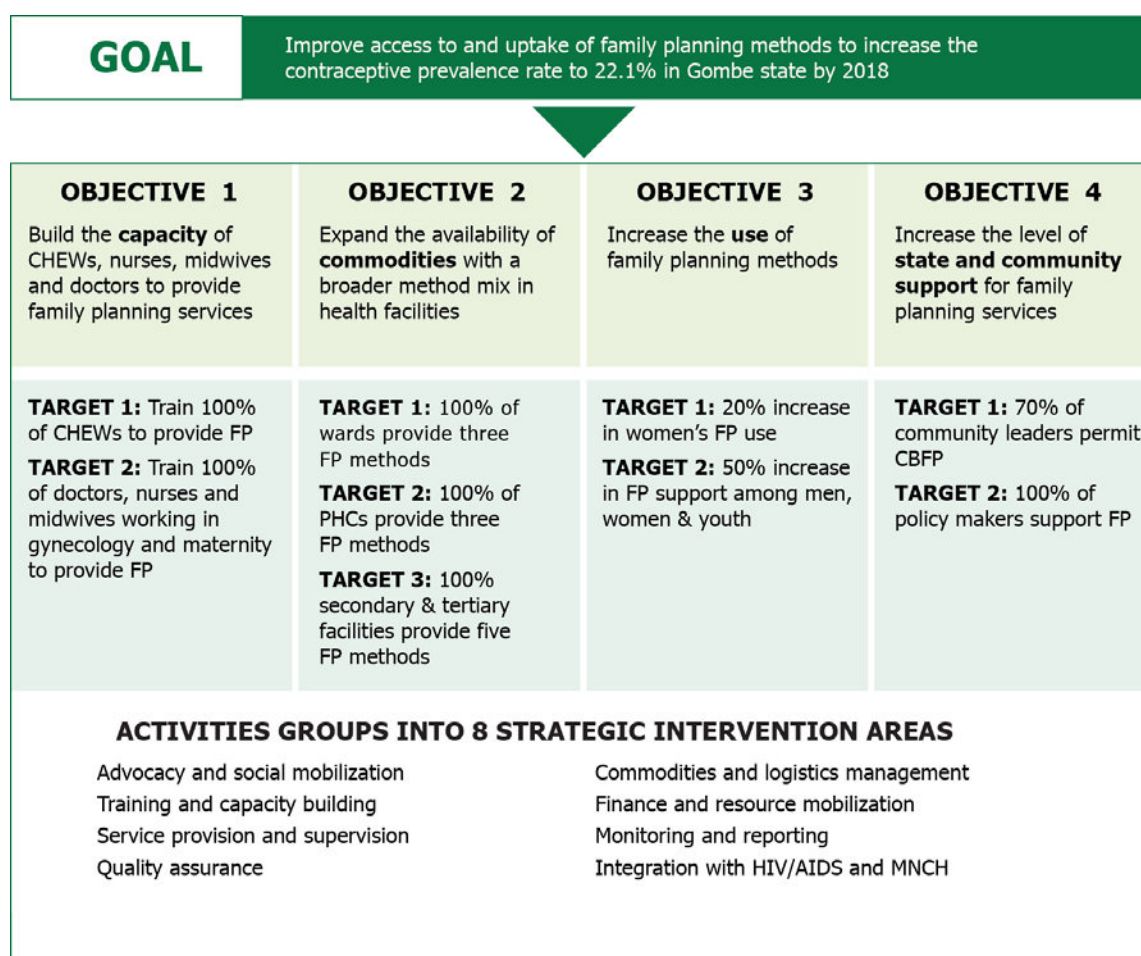 GOAL
Improve access to and uptake of family planning methods to increase the
contraceptive prevalence rate to 22.1% in Gombe state by 2018
OBJECTIVE 1
Build the capacity of
CHEWs, nurses, midwives
and doctors to provide
family planning services
OBJECTIVE 2
Expand the availability of
commodities with a
broader method mix in
health facilities
OBJECTIVE 3
Increase the use of
family planning methods
OBJECTIVE 4
Increase the level of
state and community
support for family
planning services
TARGET 1: Train 100%
of CHEWs to provide FP
TARGET 2: Train 100%
of doctors, nurses and
midwives working in
gynecology and maternity
to provide FP
TARGET 1: 100% of
wards provide three
FP methods
TARGET 2: 100% of
PHCs provide three
FP methods
TARGET 3: 100%
secondary & tertiary
facilities provide five
FP methods
TARGET 1: 20% increase
in women’s FP use
TARGET 2: 50% increase
in FP support among men,
women & youth
TARGET 1: 70% of
community leaders permit
CBFP
TARGET 2: 100% of
policy makers support FP
ACTIVITIES GROUPS INTO 8 STRATEGIC INTERVENTION AREAS
Advocacy and social mobilization
Training and capacity building
Service provision and supervision
Quality assurance
Commodities and logistics management
Finance and resource mobilization
Monitoring and reporting
Integration with HIV/AIDS and MNCH